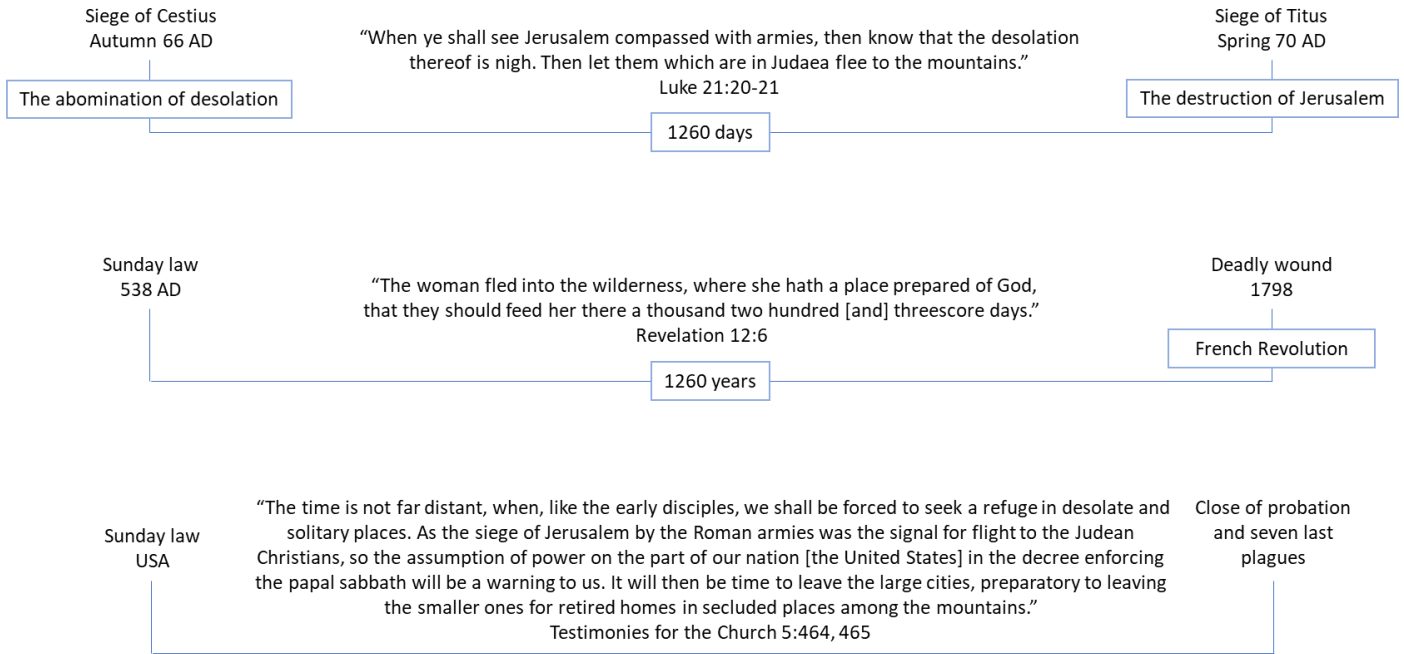 Siege of Cestius
Autumn 66 AD
The abomination of desolation
“When ye shall see Jerusalem compassed with armies, then know that the desolation
thereof is nigh. Then let them which are in Judaea flee to the mountains.”
Luke 21:20-21
1260 days
Siege of Titus
Spring 70 AD
The destruction of Jerusalem
Sunday law
538 AD
“The woman fled into the wilderness, where she hath a place prepared of God,
that they should feed her there a thousand two hundred [and] threescore days.”
Revelation 12:6
1260 years
Deadly wound
1798
French Revolution
Sunday law
USA
“The time is not far distant, when, like the early disciples, we shall be forced to seek a refuge in desolate and
solitary places. As the siege of Jerusalem by the Roman armies was the signal for flight to the Judean
Christians, so the assumption of power on the part of our nation [the United States] in the decree enforcing
the papal sabbath will be a warning to us. It will then be time to leave the large cities, preparatory to leaving
the smaller ones for retired homes in secluded places among the mountains.”
Testimonies for the Church 5:464, 465
Close of probation
and seven last
plagues